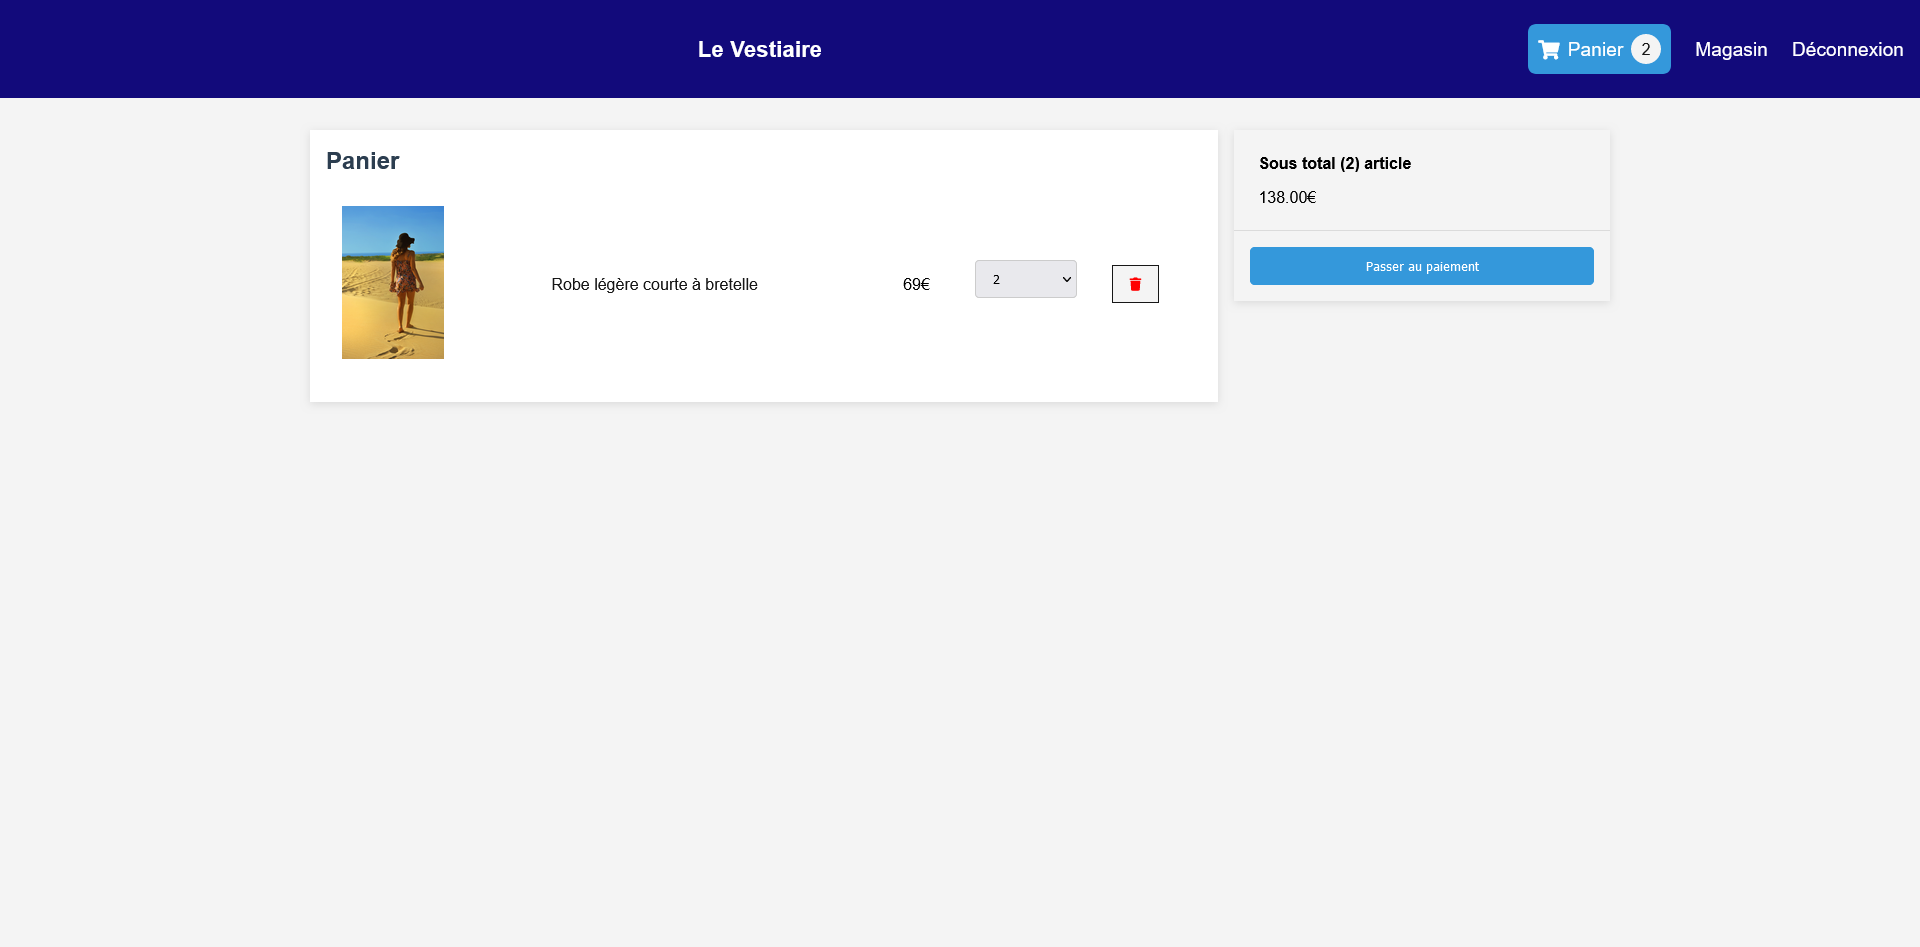 Le Vestiaire
Panier 2
Magasin
Déconnexion
Panier
Robe légère courte à bretelle
69€
2
Sous total (2) article
138.00€
Passer au paiement